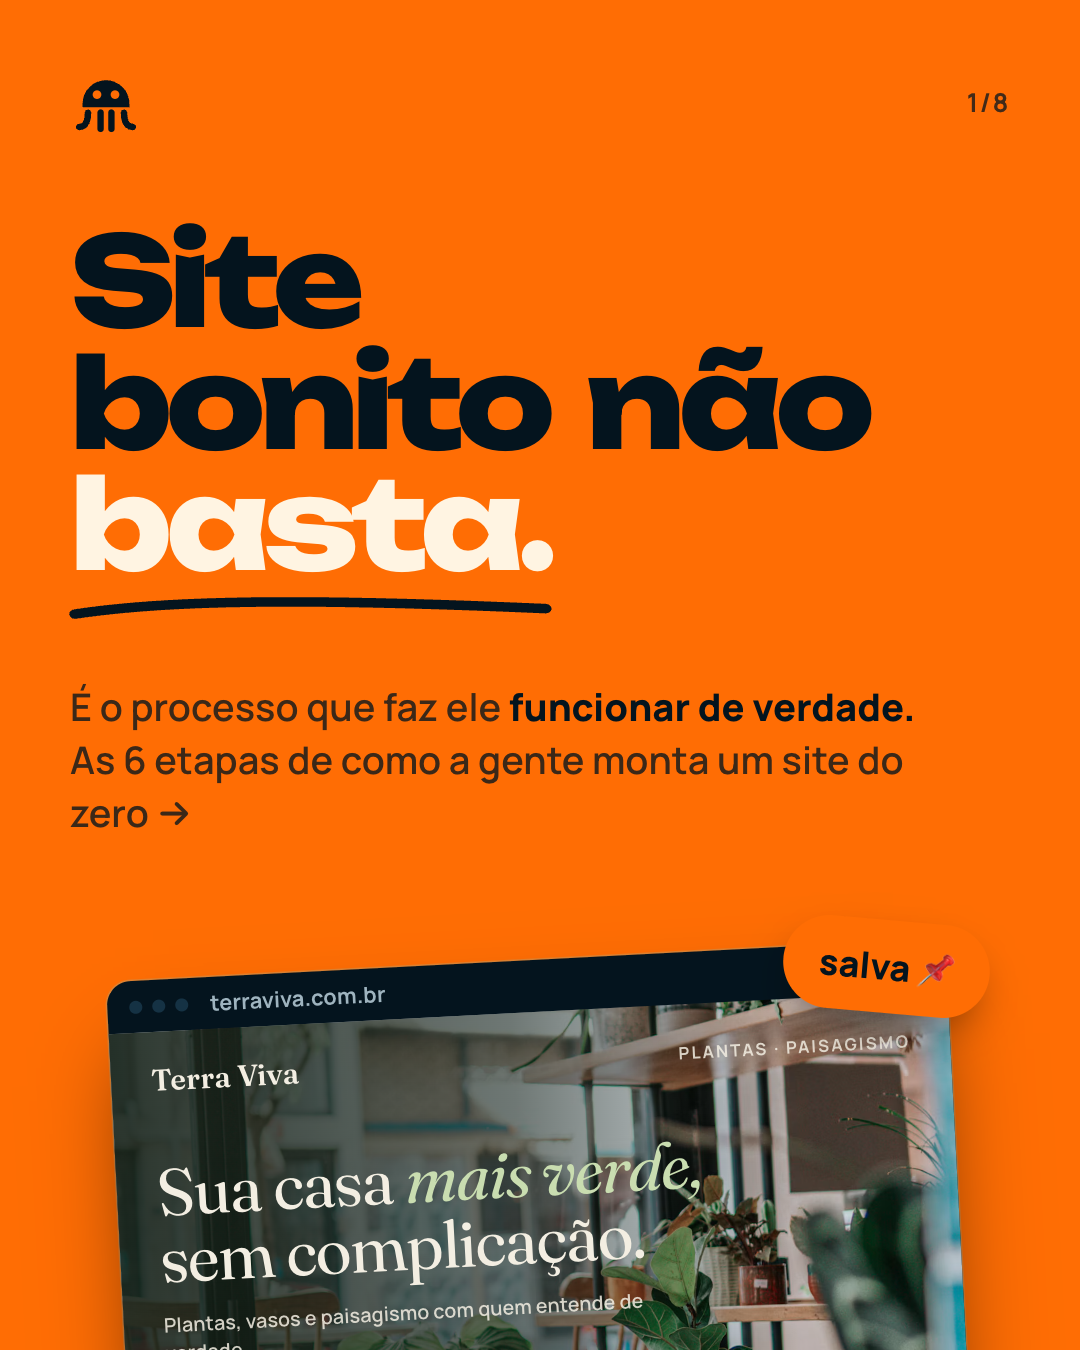 1/8
Site
bonito não
basta.
É o processo que faz ele funcionar de verdade.
As 6 etapas de como a gente monta um site do
zero →
salva 📌
terraviva.com.br
PLANTAS · PAISAGISMO
Terra Viva
Sua casa mais verde,
sem complicação.
Plantas, vasos e paisagismo com quem entende de
verdade